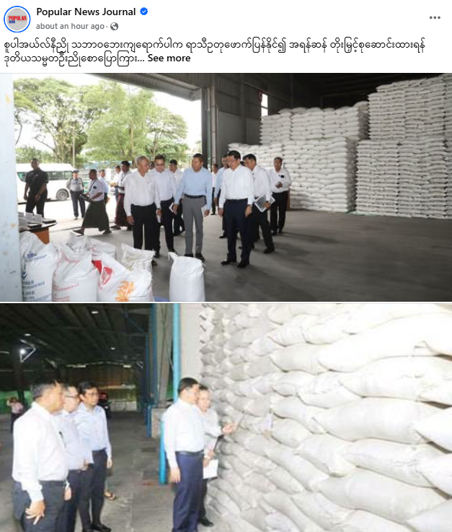 Popular News Journal
about an hour ago ·
စူပါအယ်လ်နီညို သဘာဝဘေးကျရောက်ပါက ရာသီဥတုဖောက်ပြန်နိုင်၍ အရန်ဆန် တိုးမြှင့်စုဆောင်းထားရန်
ဒုတိယသမ္မတဦးညိုစောပြောကြား... See more